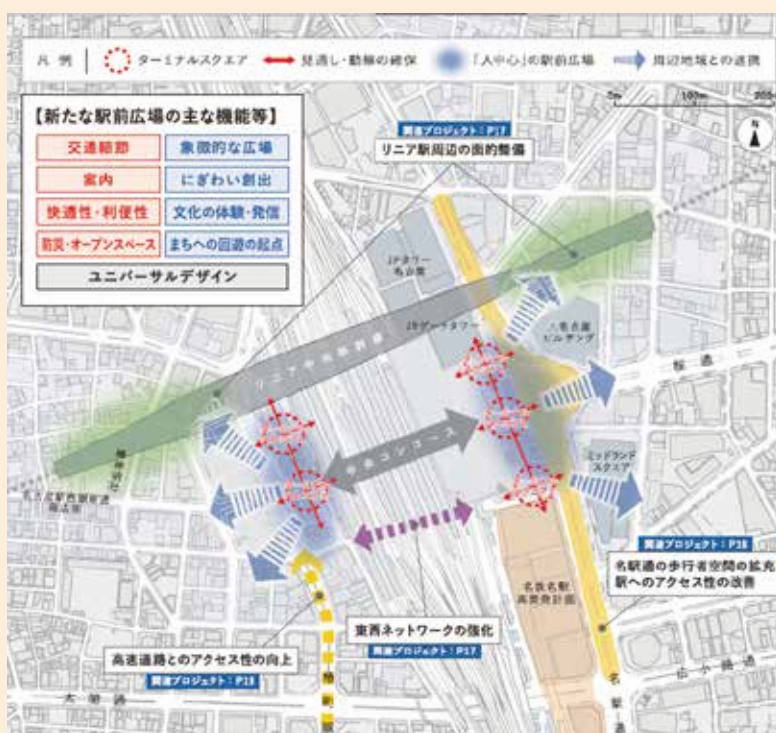 凡例
ターミナルスクエア
見通し・動線の確保
「人中心」の駅前広場
周辺地域との連携
0m 100m 200m
N
【新たな駅前広場の主な機能等】
交通結節
象徴的な広場
案内
にぎわい創出
快適性・利便性
文化の体験・発信
防災・オープンスペース
まちへの回遊の起点
ユニバーサルデザイン
関連プロジェクト:P17
リニア駅周辺の面的整備
JPタワー
名古屋
JRゲートタワー
大名古屋
ビルヂング
リニア中央新幹線
桜通
中央コンコース
ミッドランド
スクエア
関連プロジェクト:P18
名駅通の歩行者空間の拡充
駅へのアクセス性の改善
名鉄名駅
再開発計画
東西ネットワークの強化
関連プロジェクト:P17
高速道路とのアクセス性の向上
太閤通
広小路通
名駅通